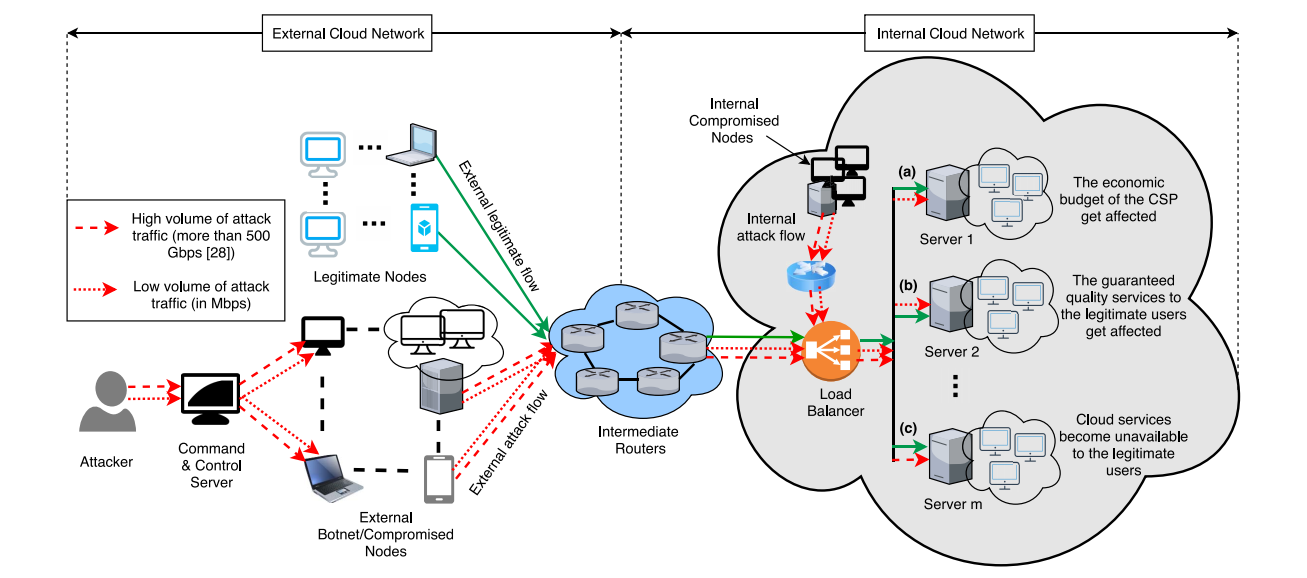 External Cloud Network
Internal Cloud Network
Internal
Compromised
Nodes
External legitimate flow
High volume of attack
traffic (more than 500
Gbps [28])
Low volume of attack
traffic (in Mbps)
Legitimate Nodes
Internal
attack flow
(a)
Server 1
The economic
budget of the CSP
get affected
(b)
Server 2
The guaranteed
quality services to
the legitimate users
get affected
Attacker
Command
& Control
Server
External attack flow
External
Botnet/Compromised
Nodes
Intermediate
Routers
Load
Balancer
(c)
Server m
Cloud services
become unavailable
to the legitimate
users